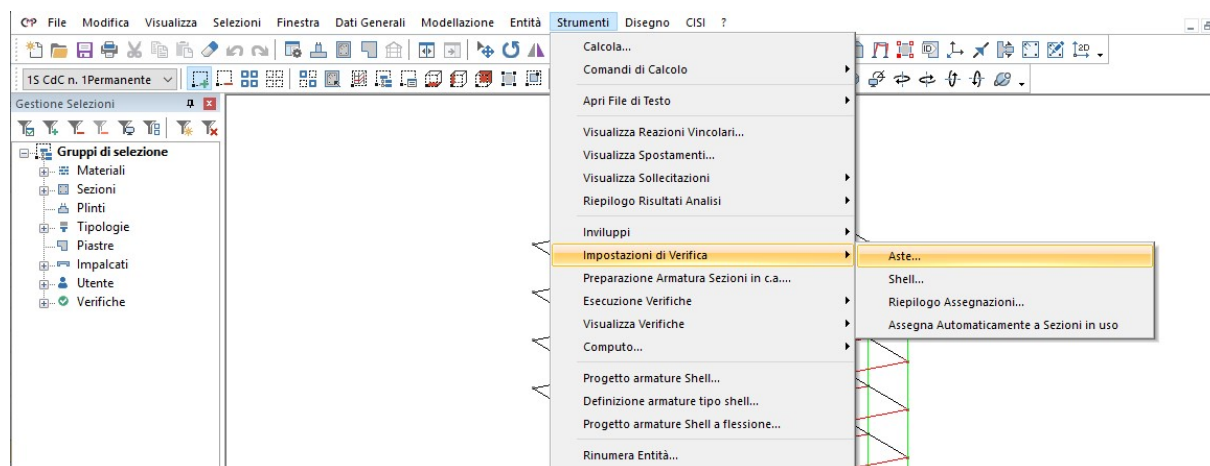 CMP File Modifica Visualizza Selezioni Finestra Dati Generali Modellazione Entità Strumenti Disegno CISI ?
1S CdC n. 1Permanente
Gestione Selezioni
Gruppi di selezione
Materiali
Sezioni
Plinti
Tipologie
Piastre
Impalcati
Utente
Verifiche
Calcola...
Comandi di Calcolo
Apri File di Testo
Visualizza Reazioni Vincolari...
Visualizza Spostamenti...
Visualizza Sollecitazioni
Riepilogo Risultati Analisi
Inviluppi
Impostazioni di Verifica
Preparazione Armatura Sezioni in c.a....
Esecuzione Verifiche
Visualizza Verifiche
Computo...
Progetto armature Shell...
Definizione armature tipo shell...
Progetto armature Shell a flessione...
Rinumera Entità...
Aste...
Shell...
Riepilogo Assegnazioni...
Assegna Automaticamente a Sezioni in uso